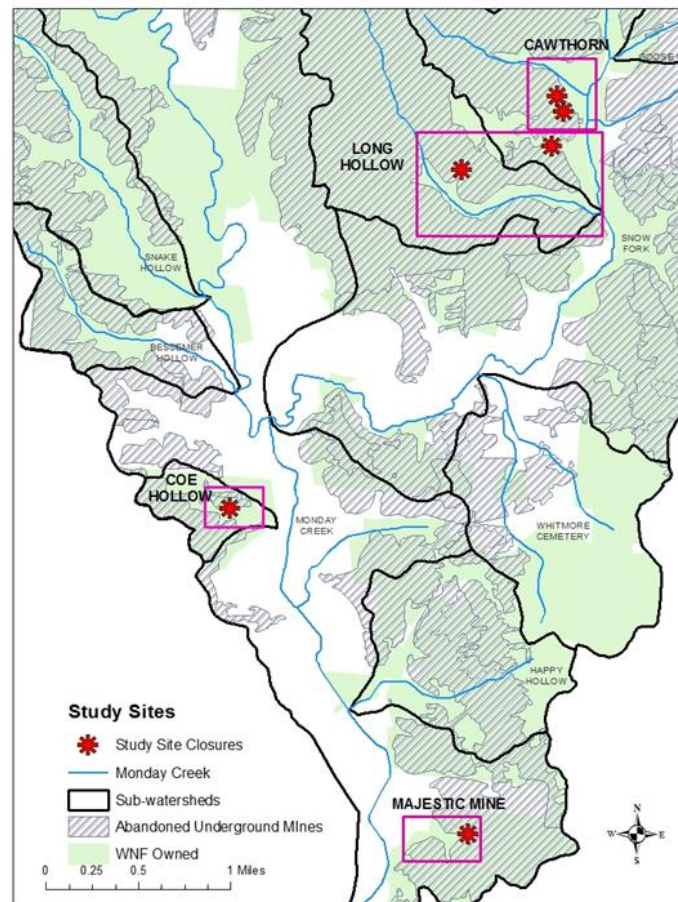 CAWTHORN
GOOSE
LONG
HOLLOW
SNOW
FORK
SNAKE
HOLLOW
BESSEMER
HOLLOW
COE
HOLLOW
MONDAY
CREEK
WHITMORE
CEMETERY
HAPPY
HOLLOW
Study Sites
Study Site Closures
Monday Creek
Sub-watersheds
Abandoned Underground MInes
WNF Owned
0 0.25 0.5 1 Miles
MAJESTIC MINE
N
W E
S